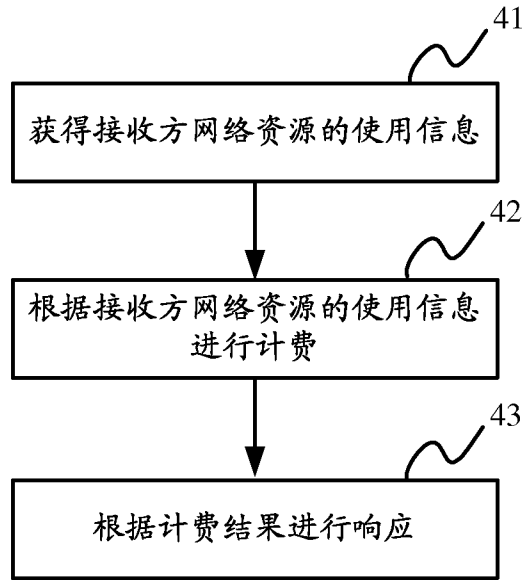 41
获得接收方网络资源的使用信息
42
根据接收方网络资源的使用信息
进行计费
43
根据计费结果进行响应